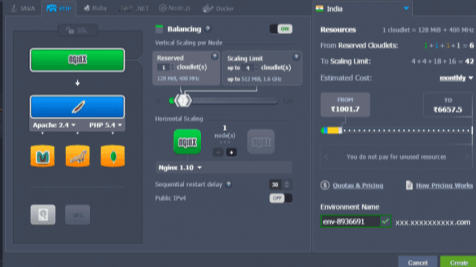 JAVA
PHP
Ruby
.NET
Node.js
Docker
SSL
NGINX
Apache 2.4
PHP 5.4
Balancing
ON
Vertical Scaling per Node
Reserved
1 cloudlet(s)
128 MiB, 400 MHz
Scaling Limit
up to 4 cloudlet(s)
up to 512 MiB, 1.6 GHz
Horizontal Scaling
1
node(s)
NGINX
NGINX
Nginx 1.10
Sequential restart delay
30
Public IPv4
OFF
India
Resources
1 cloudlet = 128 MiB + 400 MHz
From Reserved Cloudlets: 1+1+1+1= 6
To Scaling Limit: 4+4+18+16 = 42
Estimated Cost:
monthly
FROM
₹1001.7
TO
₹6657.5
You do not pay for unused resources
Quotas & Pricing
How Pricing Works
Environment Name
env-8936691
xxx.xxxxxxxxxx.com
Cancel
Create